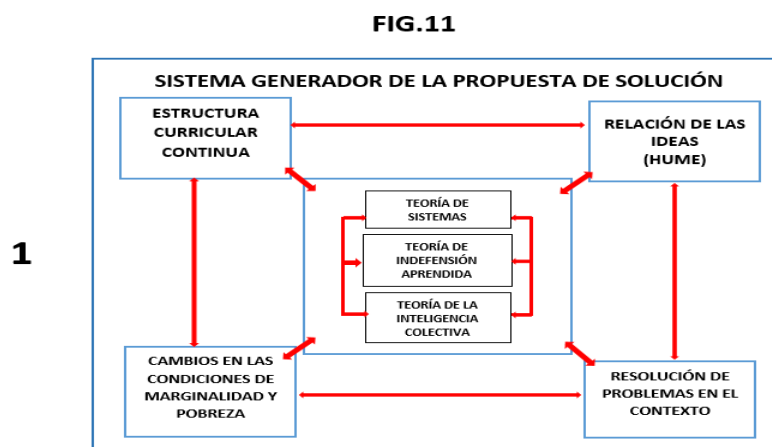 FIG.11
SISTEMA GENERADOR DE LA PROPUESTA DE SOLUCIÓN
ESTRUCTURA
CURRICULAR
CONTINUA
RELACIÓN DE LAS
IDEAS
(HUME)
TEORÍA DE
SISTEMAS
TEORÍA DE
INDEFENSIÓN
APRENDIDA
TEORÍA DE LA
INTELIGENCIA
COLECTIVA
1
CAMBIOS EN LAS
CONDICIONES DE
MARGINALIDAD Y
POBREZA
RESOLUCIÓN DE
PROBLEMAS EN EL
CONTEXTO